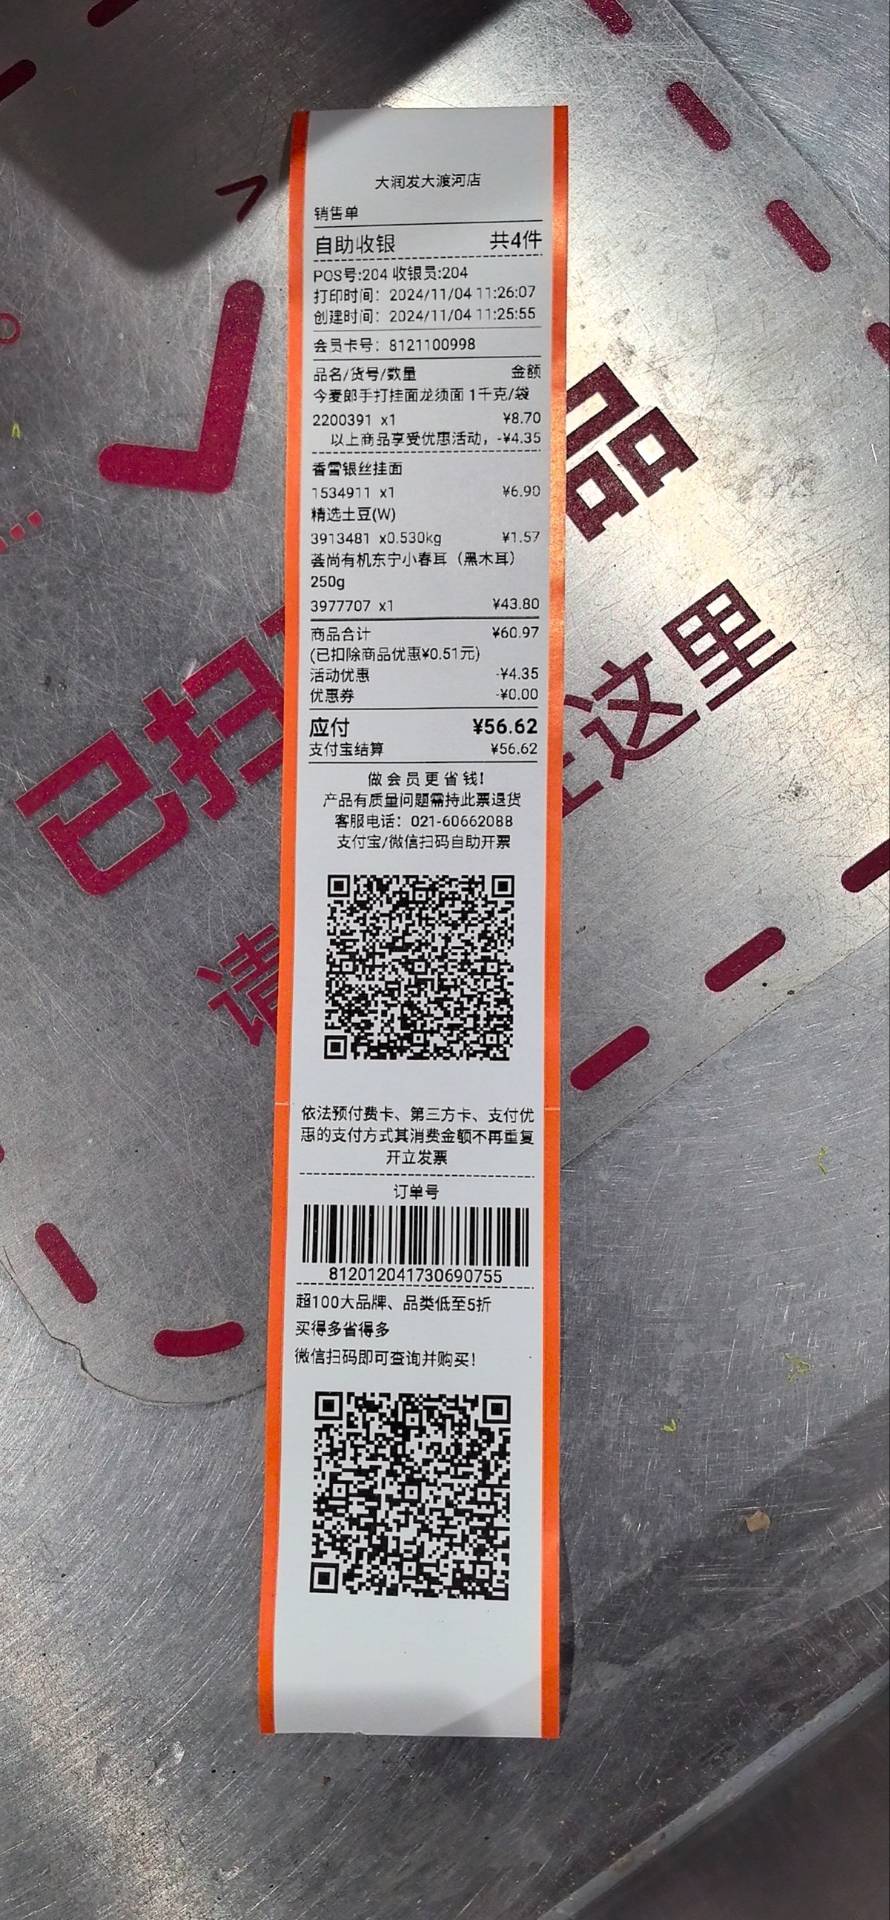 大润发大渡河店
销售单
自助收银 共4件
POS号:204 收银员:204
打印时间： 2024/11/04 11:26:07
创建时间： 2024/11/04 11:25:55
会员卡号： 8121100998
品名/货号/数量 金额
今麦郎手打挂面龙须面 1千克/袋
2200391 x1 ¥8.70
以上商品享受优惠活动，-¥4.35
香雪银丝挂面
1534911 x1 ¥6.90
精选土豆(W)
3913481 x0.530kg ¥1.57
荟尚有机东宁小春耳（黑木耳）
250g
3977707 x1 ¥43.80
商品合计 ¥60.97
(已扣除商品优惠¥0.51元)
活动优惠 -¥4.35
优惠券 -¥0.00
应付 ¥56.62
支付宝结算 ¥56.62
做会员更省钱!
产品有质量问题需持此票退货
客服电话： 021-60662088
支付宝/微信扫码自助开票
依法预付费卡、第三方卡、支付优
惠的支付方式其消费金额不再重复
开立发票
订单号
812012041730690755
超100大品牌、品类低至5折
买得多省得多
微信扫码即可查询并购买!
已扫 品
请 这里